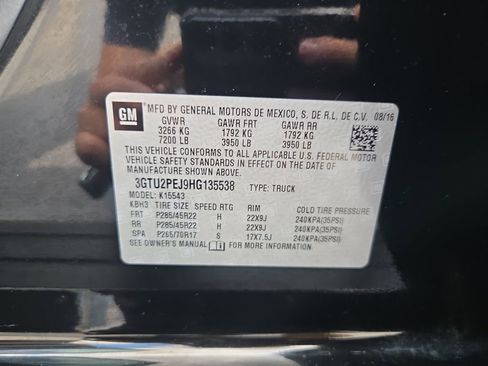 GM MFD BY GENERAL MOTORS DE MEXICO, S. DE R.L. DE C.V. 08/16
GVWR GAWR FRT GAWR RR
3266 KG 1792 KG 1792 KG
7200 LB 3950 LB 3950 LB
THIS VEHICLE CONFORMS TO ALL APPLICABLE U.S. FEDERAL MOTOR
VEHICLE SAFETY STANDARDS IN EFFECT ON THE DATE OF
MANUFACTURE SHOWN ABOVE.
3GTU2PEJ9HG135538 TYPE: TRUCK
MODEL: K15543
KBH3 TIRE SIZE SPEED RTG RIM COLD TIRE PRESSURE
FRT P285/45R22 H 22X9J 240KPA(35PSI)
RR P285/45R22 H 22X9J 240KPA(35PSI)
SPA P265/70R17 S 17X7.5J 240KPA(35PSI)
SEE OWNER'S MANUAL FOR ADDITIONAL INFORMATION